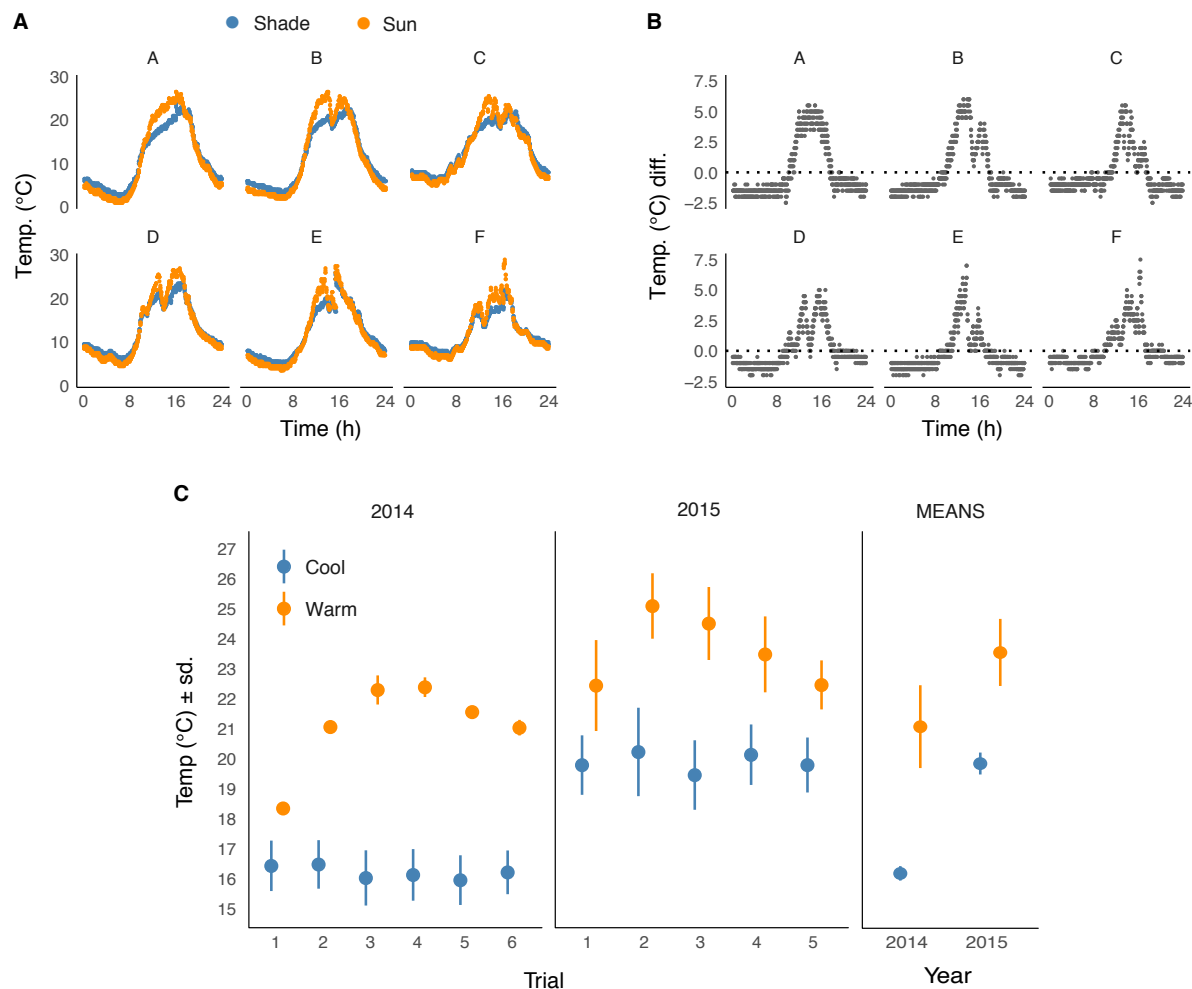 A
Shade
Sun
A
B
C
30
20
10
0
D
E
F
30
20
10
0
0
8
16
24
0
8
16
24
0
8
16
24
Temp. (°C)
Time (h)
B
A
B
C
7.5
5.0
2.5
0.0
−2.5
D
E
F
7.5
5.0
2.5
0.0
−2.5
0
8
16
24
0
8
16
24
0
8
16
24
Temp. (°C) diff.
Time (h)
C
2014
2015
MEANS
27
26
25
24
23
22
21
20
19
18
17
16
15
Cool
Warm
Temp (°C) ± sd.
1
2
3
4
5
6
1
2
3
4
5
2014
2015
Trial
Year